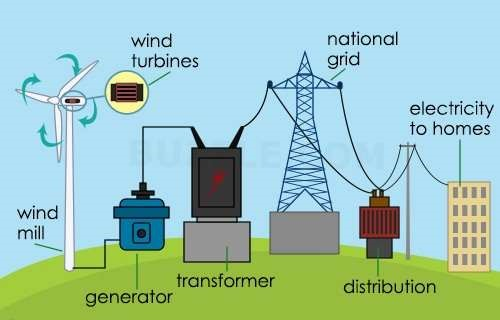 wind
turbines
national
grid
electricity
to homes
wind
mill
generator
transformer
distribution